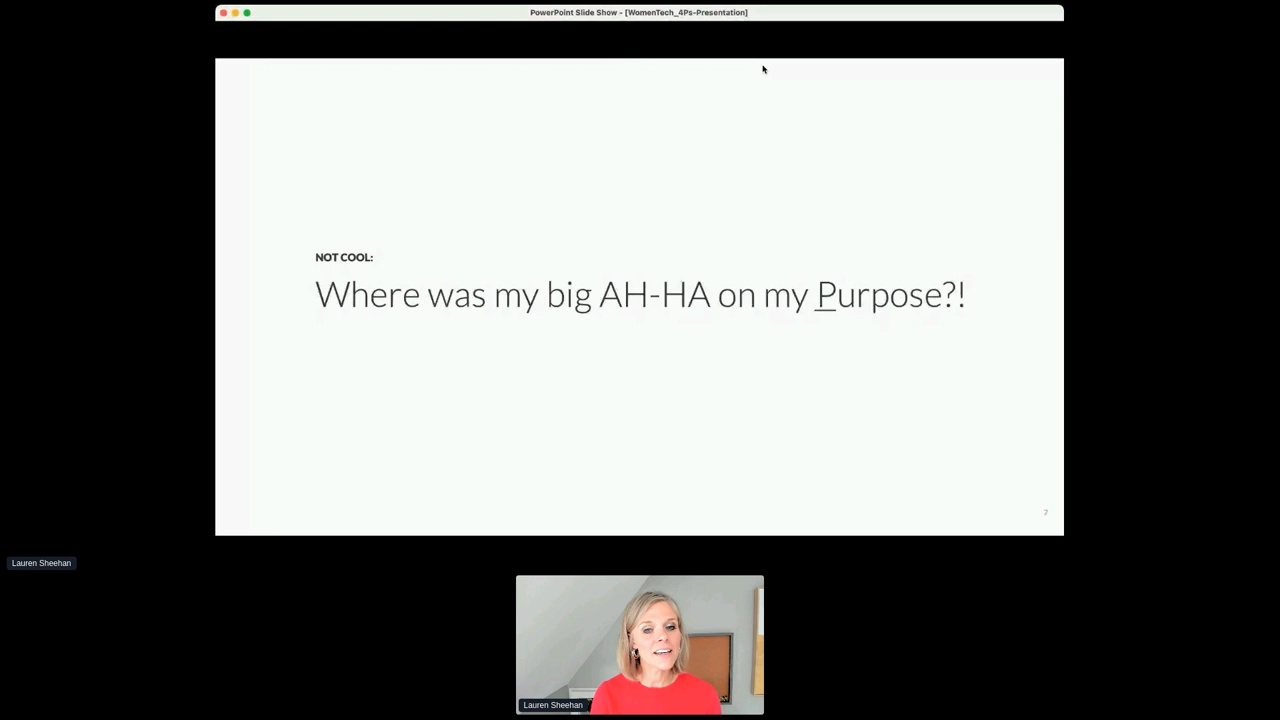 PowerPoint Slide Show - [WomenTech_4Ps-Presentation]
NOT COOL:
Where was my big AH-HA on my Purpose?!
2
Lauren Sheehan
Lauren Sheehan